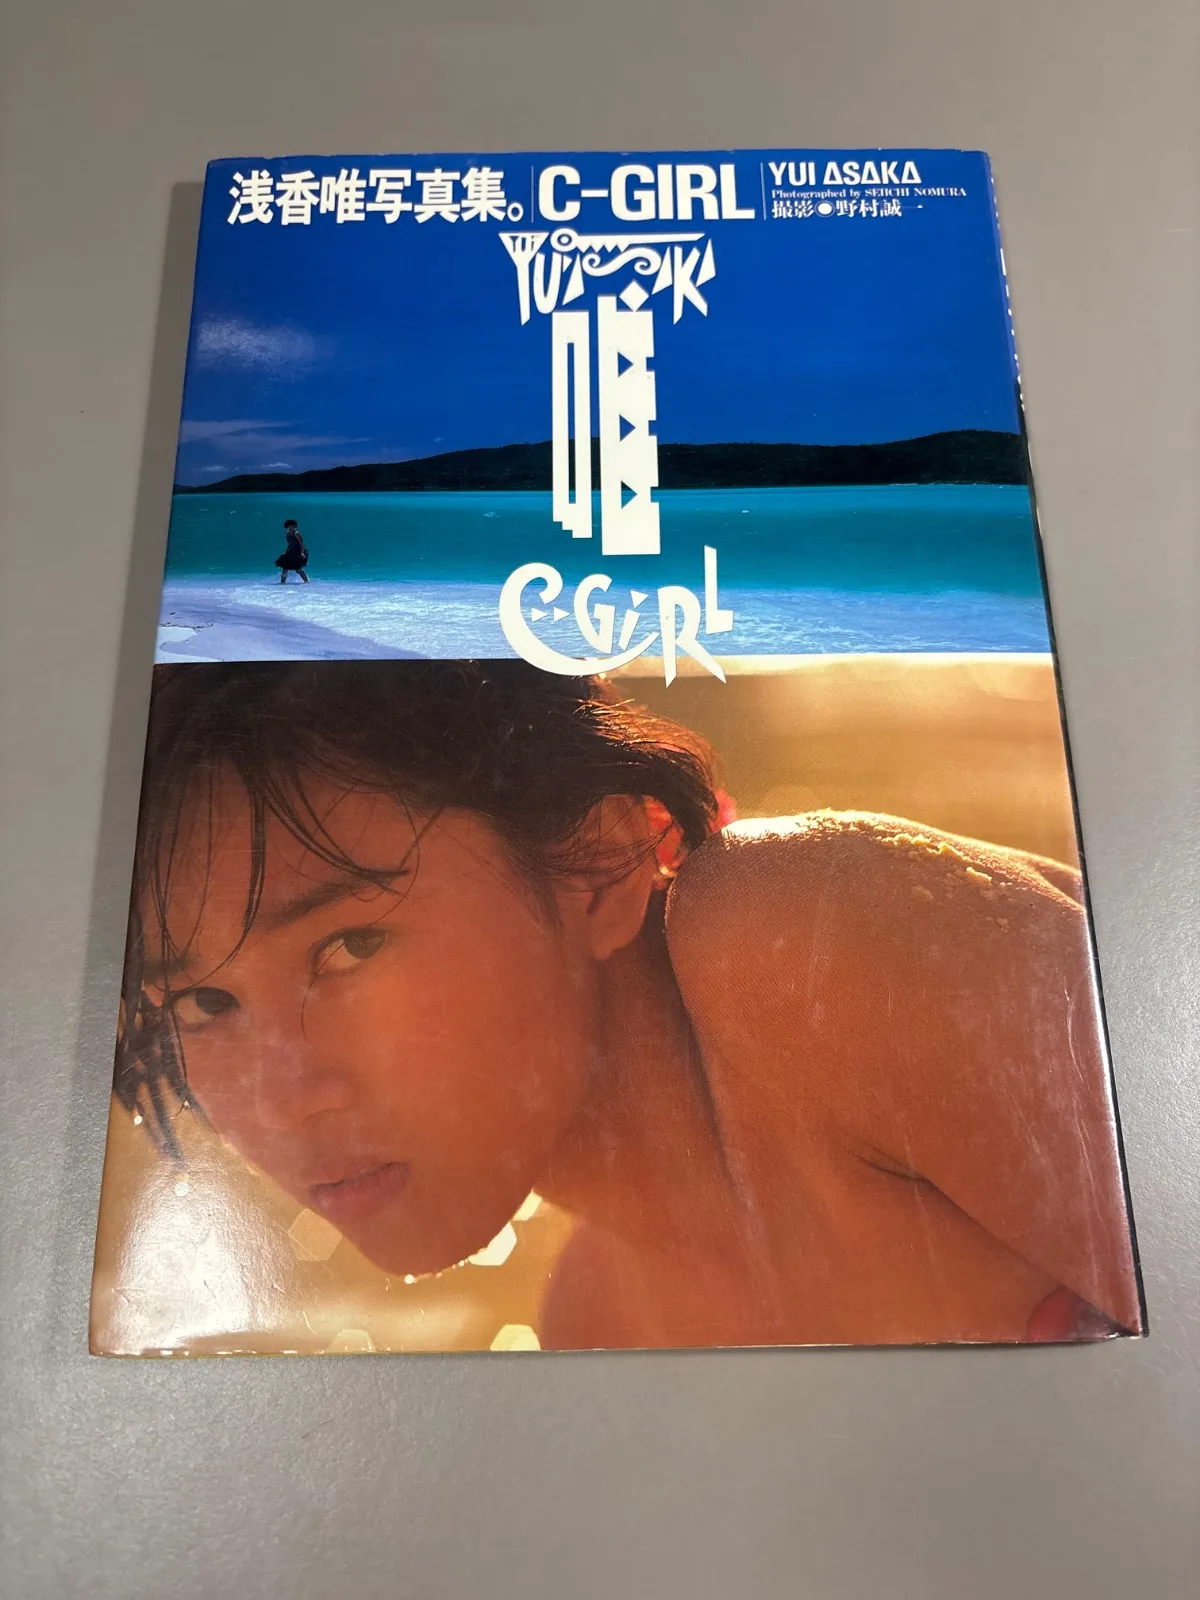 浅香唯写真集。
C-GIRL
YUI ASAKA
Photographed by SEIICHI NOMURA
撮影◉野村誠一
YUi ASAKA
唯
C-GiRL